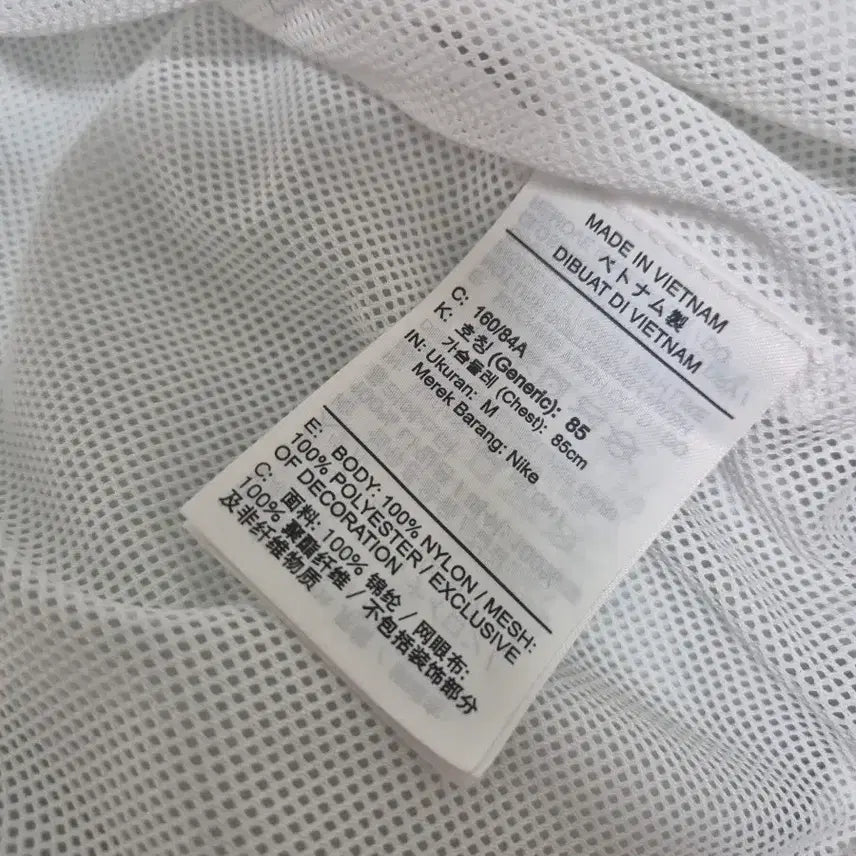 MADE IN VIETNAM
ベトナム製
DIBUAT DI VIETNAM
C: 160/84A
K: 호칭 (Generic): 85
가슴둘레 (Chest): 85cm
IN: Ukuran: M
Merek Barang: Nike
E: BODY: 100% NYLON / MESH:
100% POLYESTER / EXCLUSIVE
OF DECORATION
C: 面料: 100% 锦纶 / 网眼布:
100% 聚酯纤维 / 不包括装饰部分
及非纤维物质